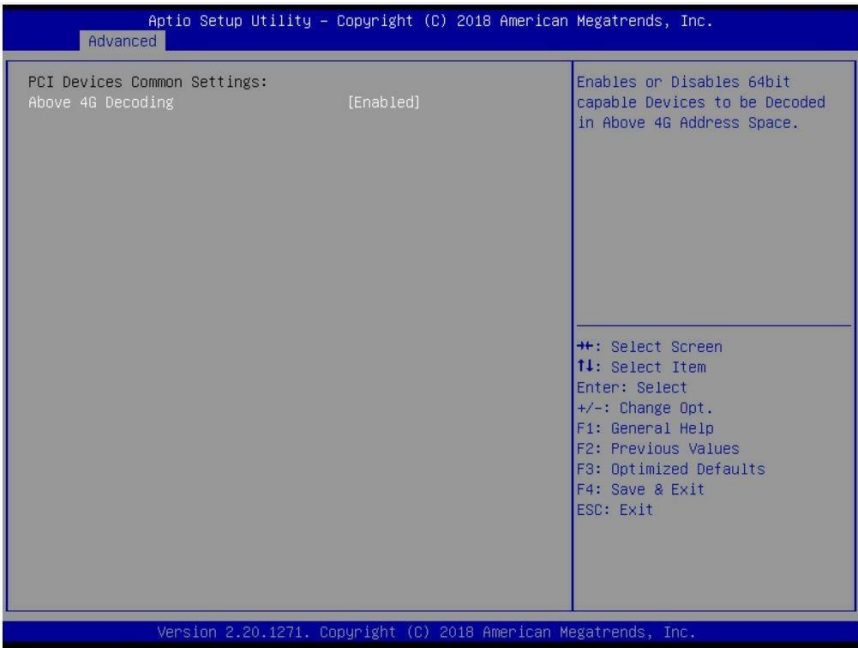 Aptio Setup Utility – Copyright (C) 2018 American Megatrends, Inc.
Advanced
PCI Devices Common Settings:
Above 4G Decoding [Enabled]
Enables or Disables 64bit
capable Devices to be Decoded
in Above 4G Address Space.
→←: Select Screen
↑↓: Select Item
Enter: Select
+/-: Change Opt.
F1: General Help
F2: Previous Values
F3: Optimized Defaults
F4: Save & Exit
ESC: Exit
Version 2.20.1271. Copyright (C) 2018 American Megatrends, Inc.